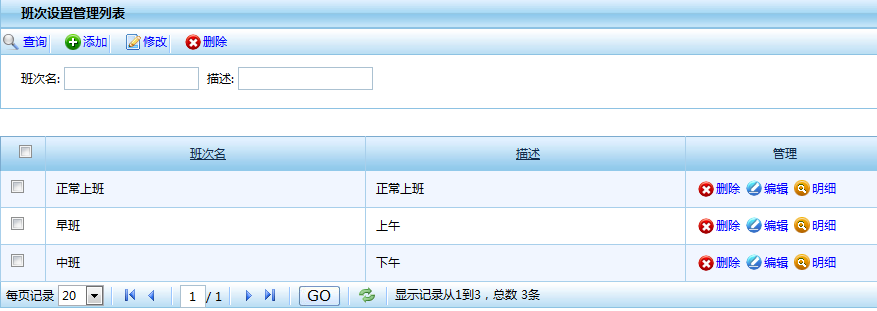 班次设置管理列表
查询 添加 修改 删除
班次名: 描述:
班次名 描述 管理
正常上班 正常上班 删除 编辑 明细
早班 上午 删除 编辑 明细
中班 下午 删除 编辑 明细
每页记录 20 1 / 1 GO 显示记录从1到3，总数 3条